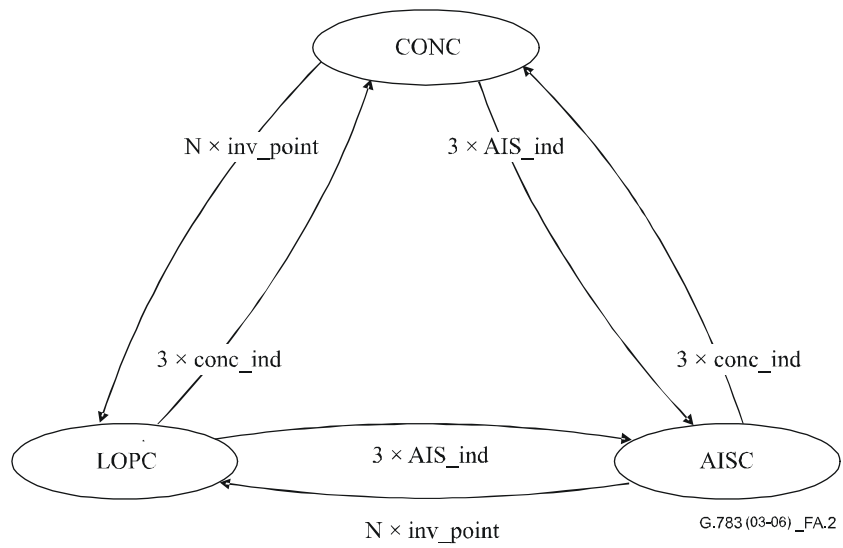 CONC
N × inv_point
3 × AIS_ind
3 × conc_ind
3 × conc_ind
LOPC
3 × AIS_ind
AISC
N × inv_point
G.783 (03-06) _FA.2